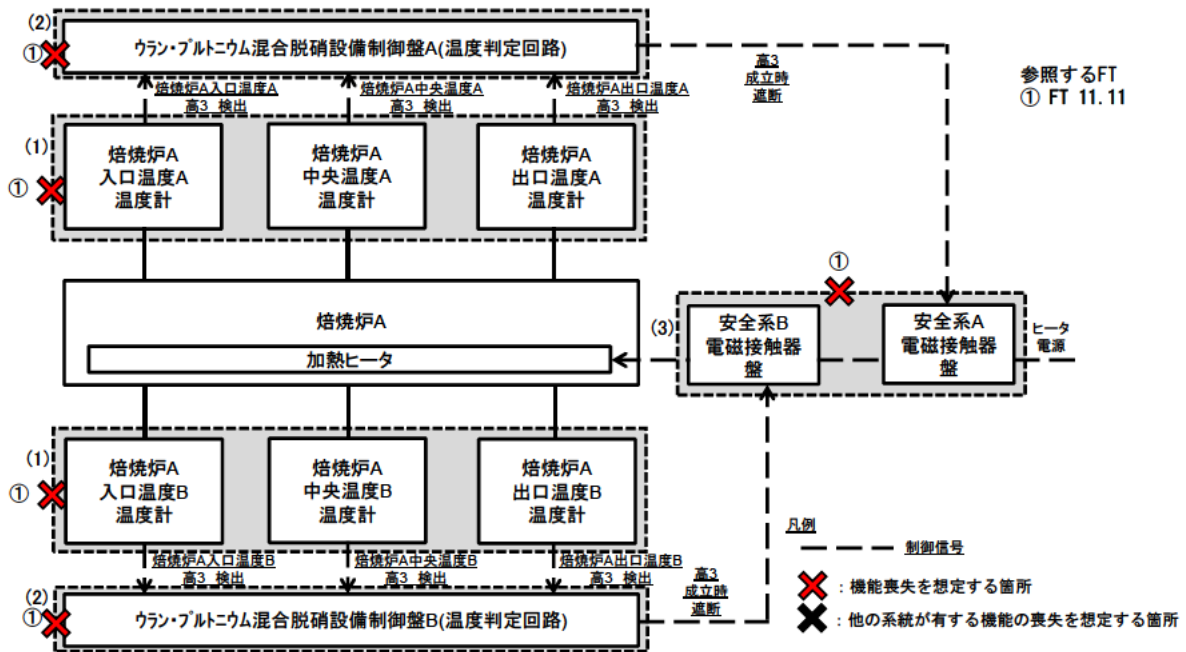 (2)
①
ウラン・プルトニウム混合脱硝設備制御盤A(温度判定回路)
焙焼炉A入口温度A
高3 検出
焙焼炉A中央温度A
高3 検出
焙焼炉A出口温度A
高3 検出
高3
成立時
遮断
参照するFT
① FT 11.11
(1)
①
焙焼炉A
入口温度A
温度計
焙焼炉A
中央温度A
温度計
焙焼炉A
出口温度A
温度計
焙焼炉A
加熱ヒータ
①
(3)
安全系B
電磁接触器
盤
安全系A
電磁接触器
盤
ヒータ
電源
(1)
①
焙焼炉A
入口温度B
温度計
焙焼炉A
中央温度B
温度計
焙焼炉A
出口温度B
温度計
焙焼炉A入口温度B
高3 検出
焙焼炉A中央温度B
高3 検出
焙焼炉A出口温度B
高3 検出
(2)
①
ウラン・プルトニウム混合脱硝設備制御盤B(温度判定回路)
高3
成立時
遮断
凡例
制御信号
：機能喪失を想定する箇所
：他の系統が有する機能の喪失を想定する箇所